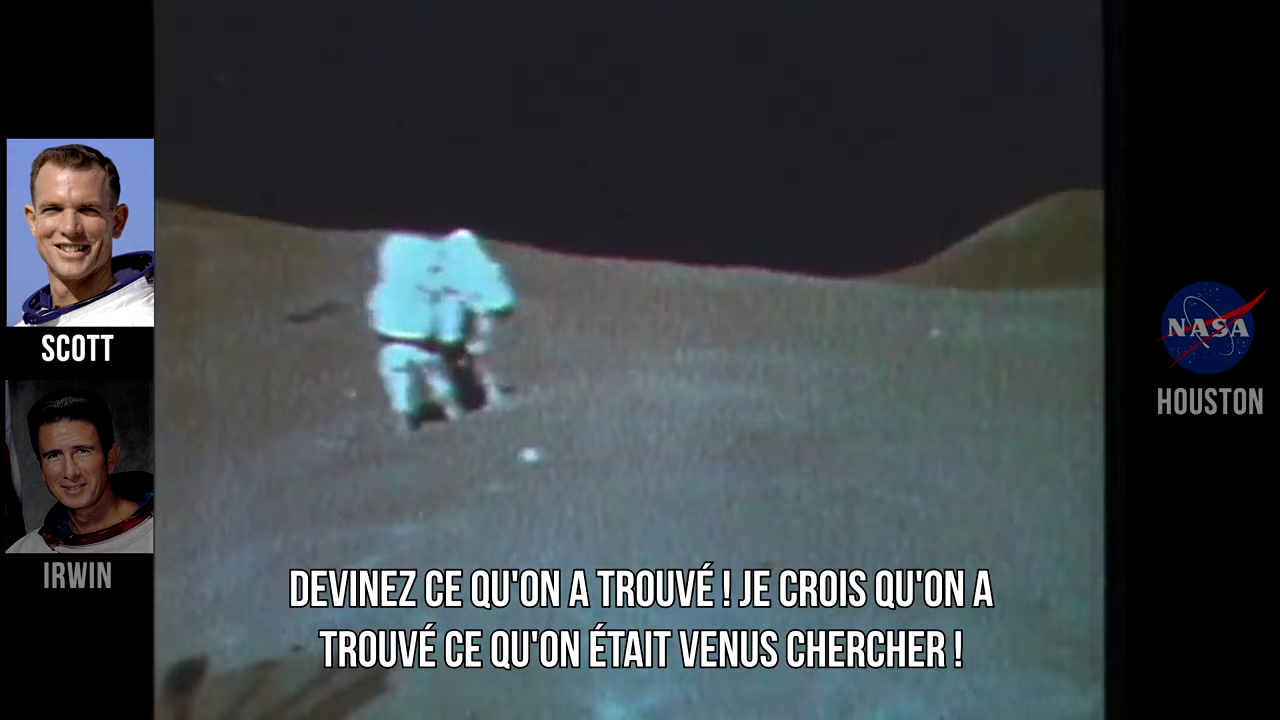 SCOTT
IRWIN
NASA
HOUSTON
DEVINEZ CE QU'ON A TROUVÉ ! JE CROIS QU'ON A
TROUVÉ CE QU'ON ÉTAIT VENUS CHERCHER !